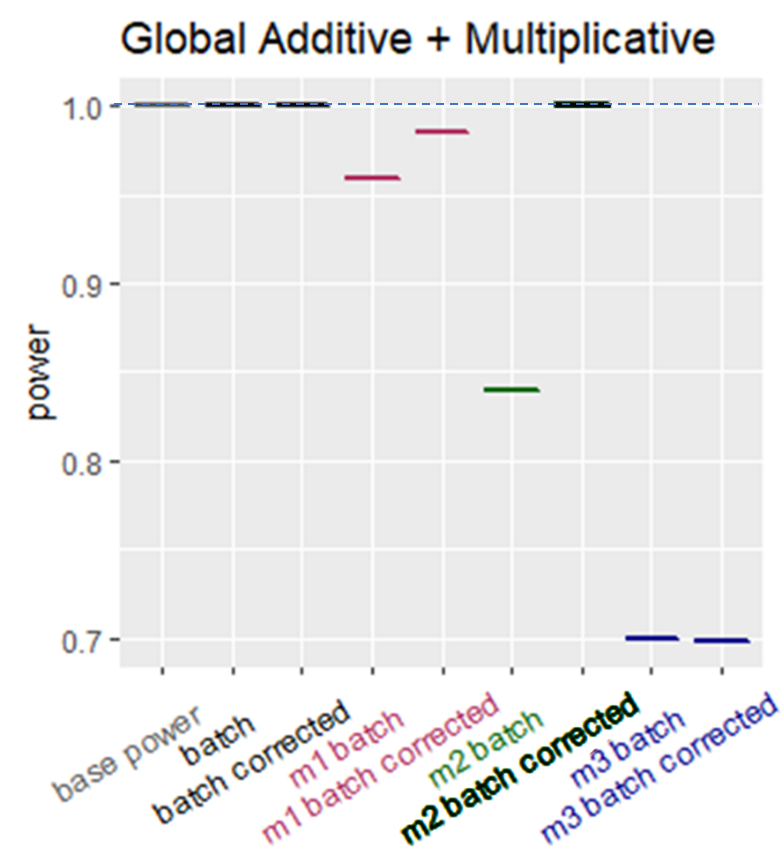 Global Additive + Multiplicative
power
1.0
0.9
0.8
0.7
base power
batch
batch corrected
m1 batch
m1 batch corrected
m2 batch
m2 batch corrected
m3 batch
m3 batch corrected